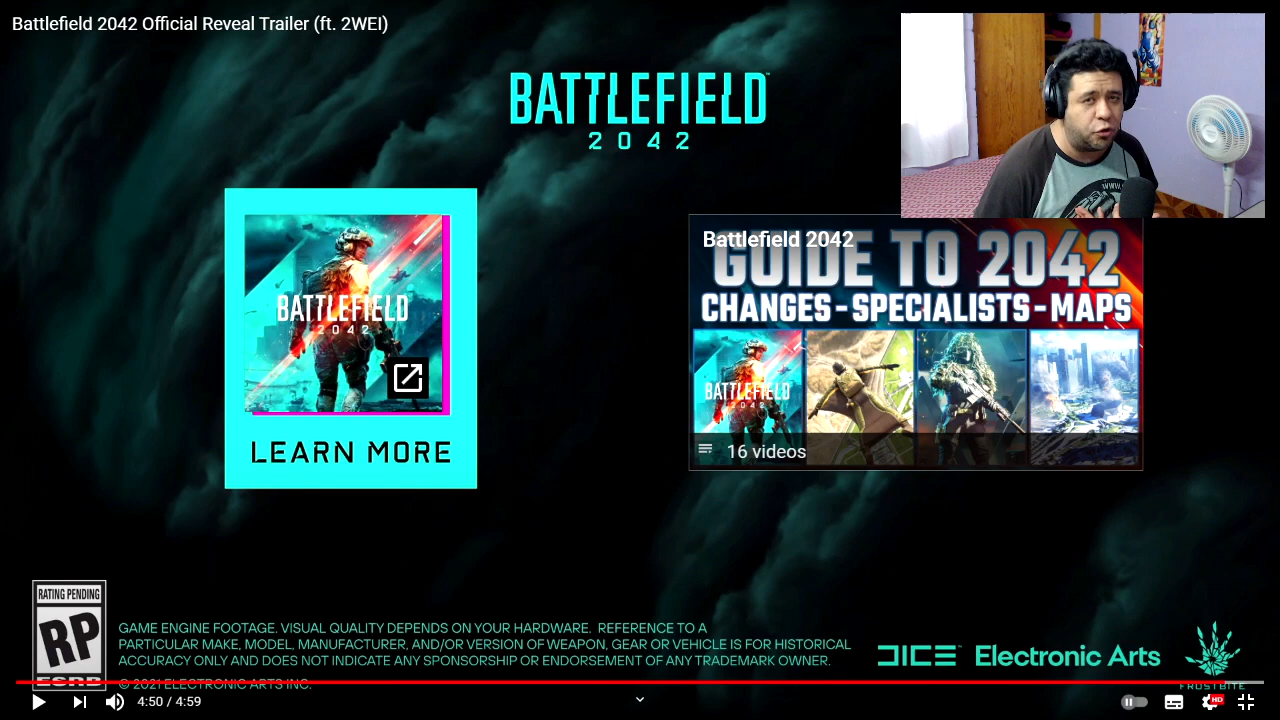 Battlefield 2042 Official Reveal Trailer (ft. 2WEI)
BATTLEFIELD
2042
WWW
BATTLEFIELD
2042
LEARN MORE
Battlefield 2042
GUIDE TO 2042
CHANGES - SPECIALISTS - MAPS
BATTLEFIELD
2042
16 videos
RATING PENDING
RP
ESRB
GAME ENGINE FOOTAGE. VISUAL QUALITY DEPENDS ON YOUR HARDWARE. REFERENCE TO A
PARTICULAR MAKE, MODEL, MANUFACTURER, AND/OR VERSION OF WEAPON, GEAR OR VEHICLE IS FOR HISTORICAL
ACCURACY ONLY AND DOES NOT INDICATE ANY SPONSORSHIP OR ENDORSEMENT OF ANY TRADEMARK OWNER.
© 2021 ELECTRONIC ARTS INC.
DICE
Electronic Arts
FROSTBITE
4:50 / 4:59
HD